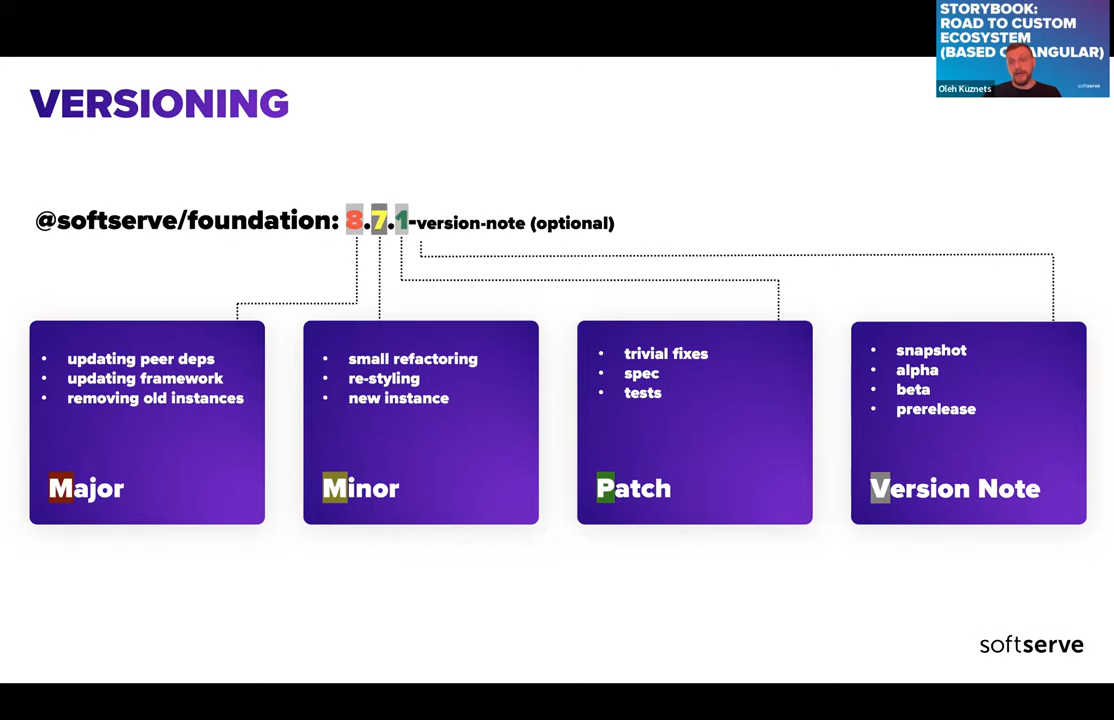 STORYBOOK:
ROAD TO CUSTOM
ECOSYSTEM
(BASED ANGULAR)
Oleh Kuznets
softserve
VERSIONING
@softserve/foundation: 8.7.1-version-note (optional)
• updating peer deps
• updating framework
• removing old instances
Major
• small refactoring
• re-styling
• new instance
Minor
• trivial fixes
• spec
• tests
Patch
• snapshot
• alpha
• beta
• prerelease
Version Note
softserve